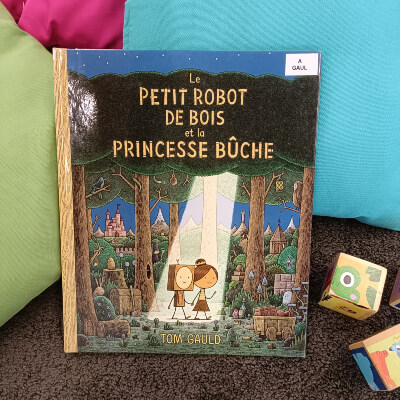 A
GAUL
Le
PETIT ROBOT
DE BOIS
et la
PRINCESSE BÛCHE
TOM GAULD